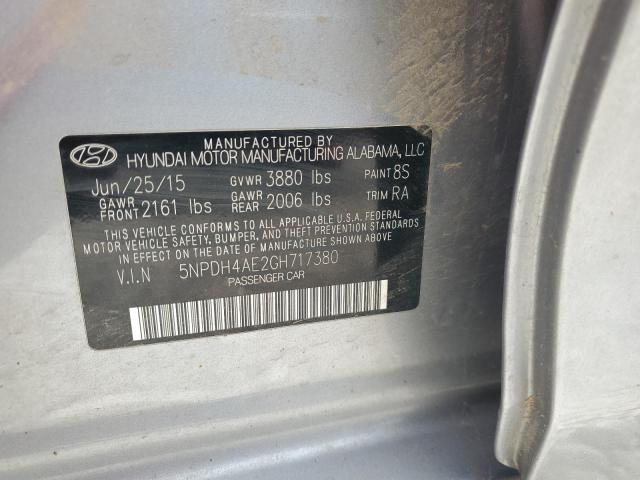 MANUFACTURED BY
HYUNDAI MOTOR MANUFACTURING ALABAMA, LLC
Jun/25/15 GVWR 3880 lbs PAINT 8S
GAWR FRONT 2161 lbs GAWR REAR 2006 lbs TRIM RA
THIS VEHICLE CONFORMS TO ALL APPLICABLE U.S.A. FEDERAL
MOTOR VEHICLE SAFETY, BUMPER, AND THEFT PREVENTION STANDARDS
IN EFFECT ON THE DATE OF MANUFACTURE SHOWN ABOVE.
V.I.N 5NPDH4AE2GH717380
PASSENGER CAR